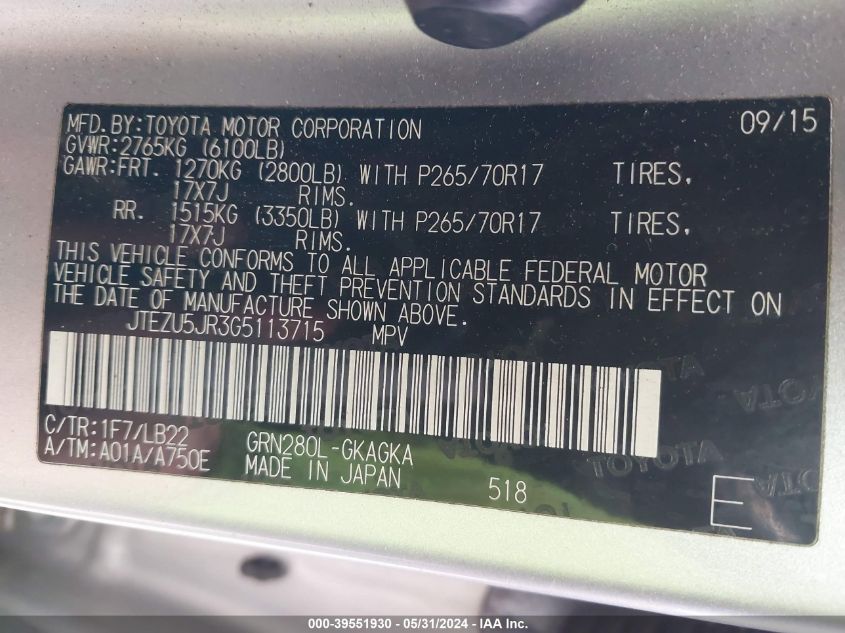 MFD.BY:TOYOTA MOTOR CORPORATION 09/15
GVWR:2765KG (6100LB)
GAWR:FRT. 1270KG (2800LB) WITH P265/70R17 TIRES,
17X7J RIMS.
RR. 1515KG (3350LB) WITH P265/70R17 TIRES,
17X7J RIMS.
THIS VEHICLE CONFORMS TO ALL APPLICABLE FEDERAL MOTOR
VEHICLE SAFETY AND THEFT PREVENTION STANDARDS IN EFFECT ON
THE DATE OF MANUFACTURE SHOWN ABOVE.
JTEZU5JR3G5113715 MPV
C/TR:1F7/LB22 GRN280L-GKAGKA
A/TM:A01A/A750E MADE IN JAPAN 518 E
TOYOTA
TOYOTA
TOYOTA
000-39551930 - 05/31/2024 - IAA Inc.